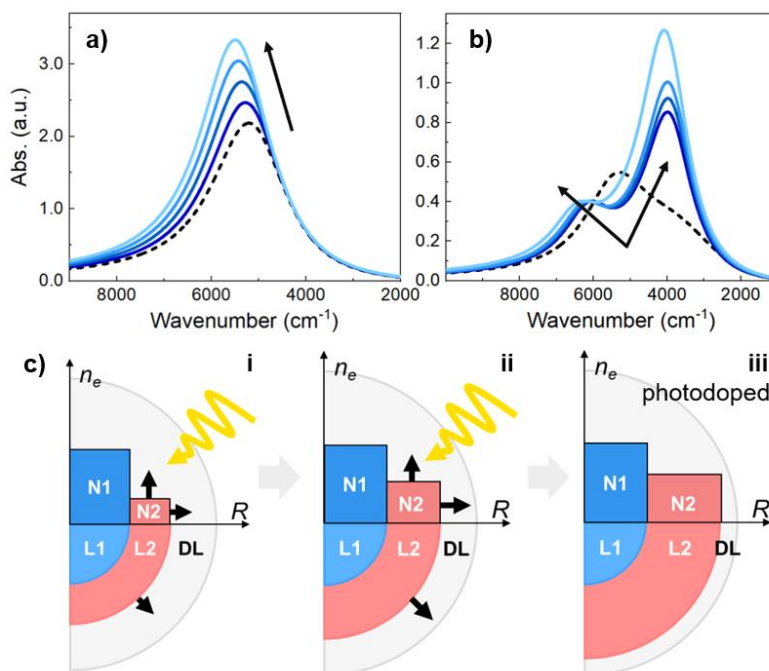 a)
3.0
2.0
1.0
0.0
Abs. (a.u.)
8000 6000 4000 2000
Wavenumber (cm-1)
b)
1.2
1.0
0.8
0.6
0.4
0.2
0.0
8000 6000 4000 2000
Wavenumber (cm-1)
c)
ne
i
N1
N2
R
L1
L2
DL
ne
ii
N1
N2
R
L1
L2
DL
ne
iii
photodoped
N1
N2
R
L1
L2
DL